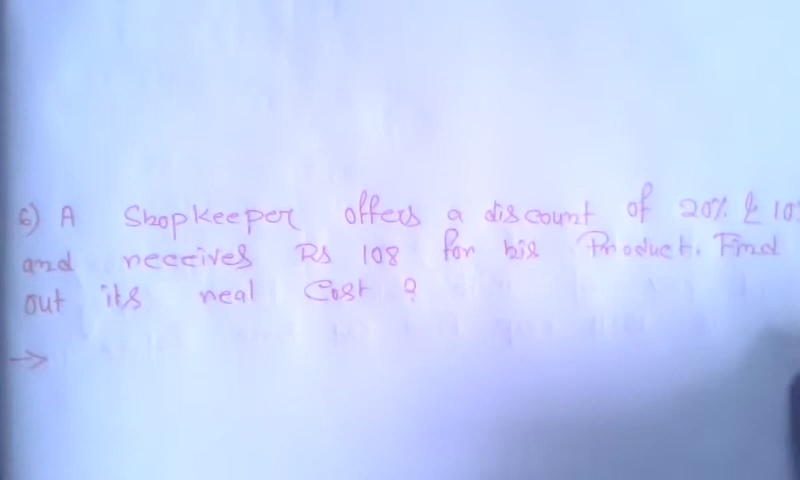 6) A Shopkeeper offers a discount of 20% & 10%
and receives Rs 108 for his Product. Find
out its real Cost ?
→